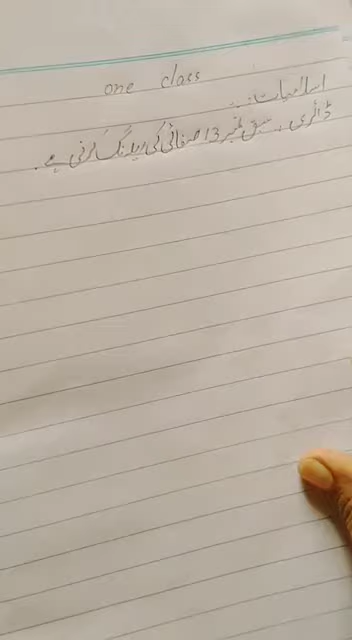 one class
اسلامیات:۔
ڈائری ۔ سبق نمبر 13 صفائی کی ریڈنگ کرنی ہے ۔